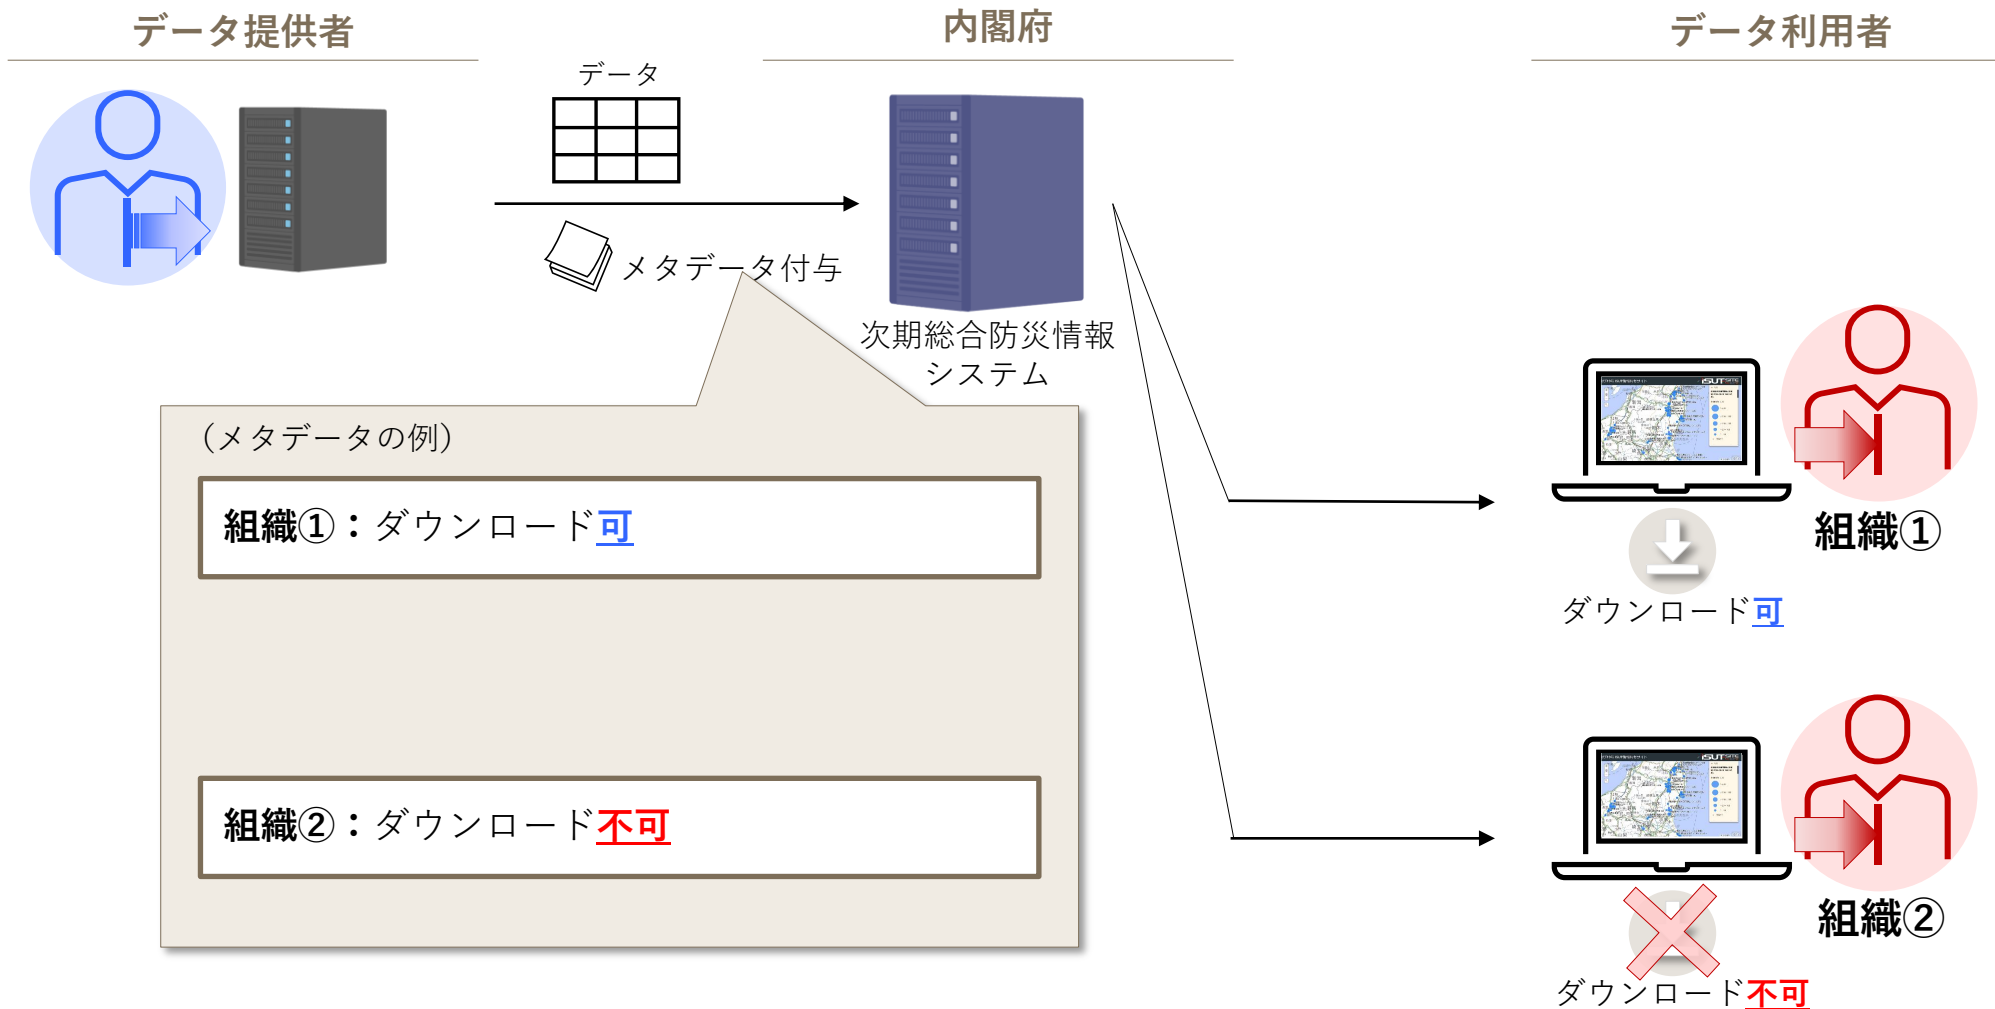 データ提供者
内閣府
データ利用者
データ
メタデータ付与
次期総合防災情報
システム
（メタデータの例）
組織①：ダウンロード可
組織②：ダウンロード不可
組織①
ダウンロード可
組織②
ダウンロード不可